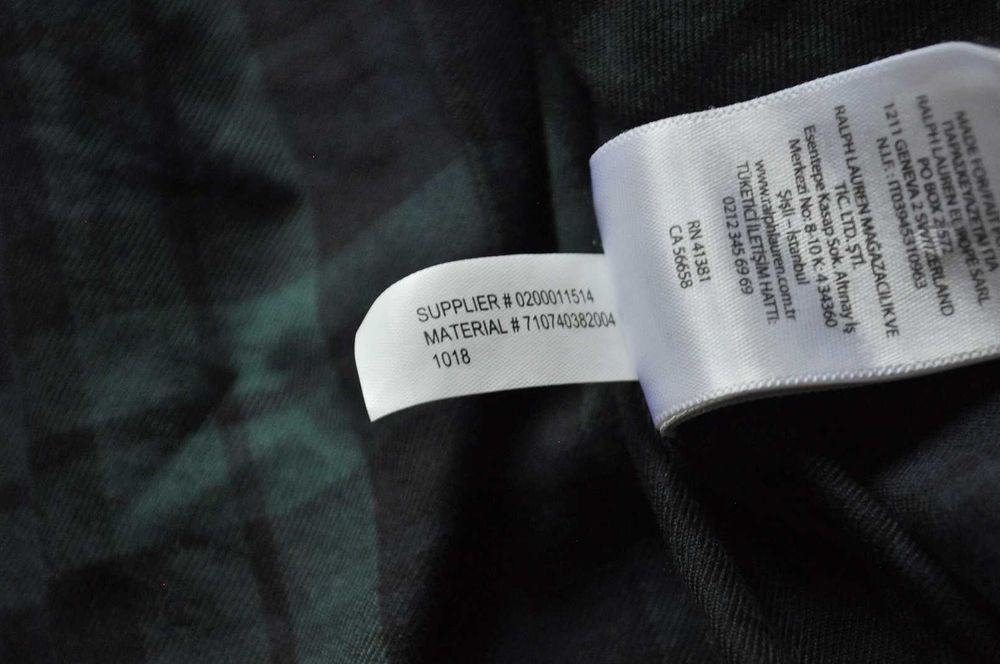 SUPPLIER # 0200011514
MATERIAL # 710740382004
1018
MADE FOR/FAIT P
RALPH LAUREN EUROPE SARL
PO BOX 2557Z
1211 GENEVA 2 SWITZERLAND
N.I.F. : IT03945310963
RALPH LAUREN MAĞAZACILIK VE
TİC. LTD. ŞTİ.
Esentepe Kasap Sok. Altınay İş
Merkezi No: 8-10 K: 4 34360
Şişli - İstanbul
www.ralphlauren.com.tr
TÜKETİCİ İLETİŞİM HATTI:
0212 345 69 69
RN 41381
CA 56658